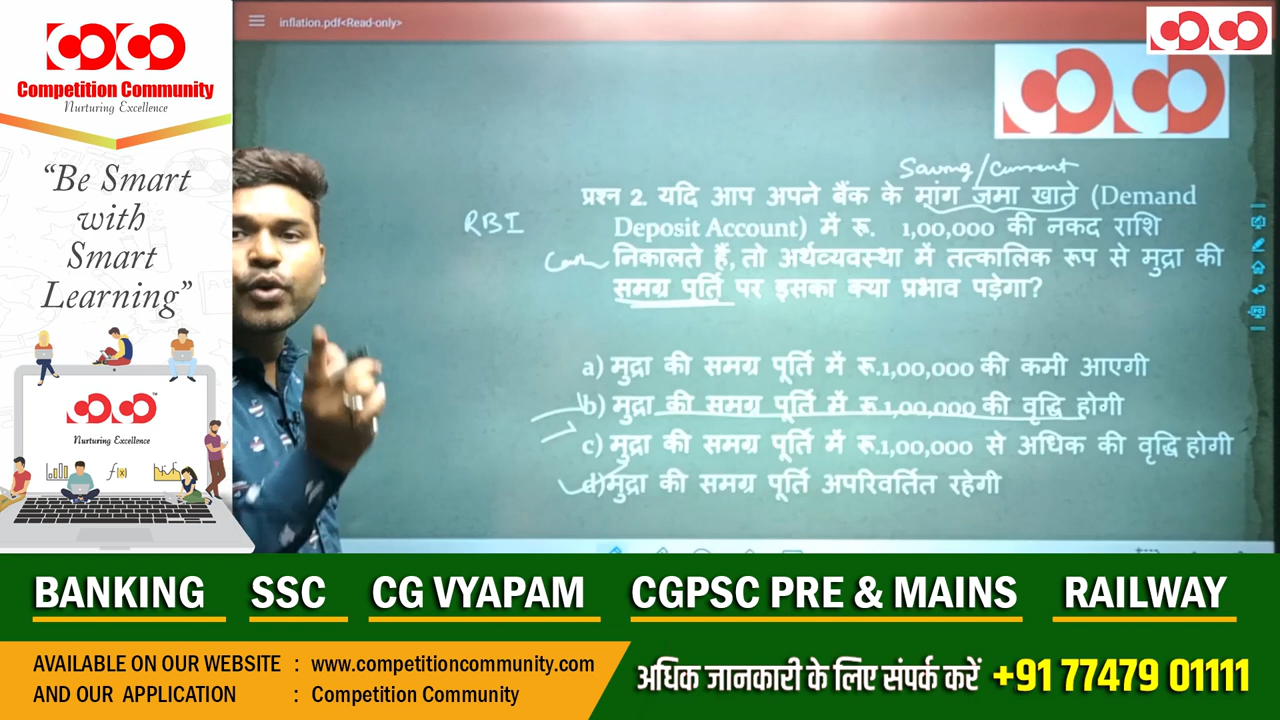 Competition Community
Nurturing Excellence
“Be Smart
with
Smart
Learning”
Nurturing Excellence
f(x)
inflation.pdf<Read-only>
Saving/Current
प्रश्न 2. यदि आप अपने बैंक के मांग जमा खाते (Demand
RBI
Deposit Account) में रू. 1,00,000 की नकद राशि
Cash
निकालते हैं, तो अर्थव्यवस्था में तत्कालिक रूप से मुद्रा की
समग्र पूर्ति पर इसका क्या प्रभाव पड़ेगा?
a) मुद्रा की समग्र पूर्ति में रू.1,00,000 की कमी आएगी
b) मुद्रा की समग्र पूर्ति में रू.1,00,000 की वृद्धि होगी
c) मुद्रा की समग्र पूर्ति में रू.1,00,000 से अधिक की वृद्धि होगी
d) मुद्रा की समग्र पूर्ति अपरिवर्तित रहेगी
BANKING SSC CG VYAPAM CGPSC PRE & MAINS RAILWAY
AVAILABLE ON OUR WEBSITE : www.competitioncommunity.com
AND OUR APPLICATION : Competition Community
अधिक जानकारी के लिए संपर्क करें +91 77479 01111